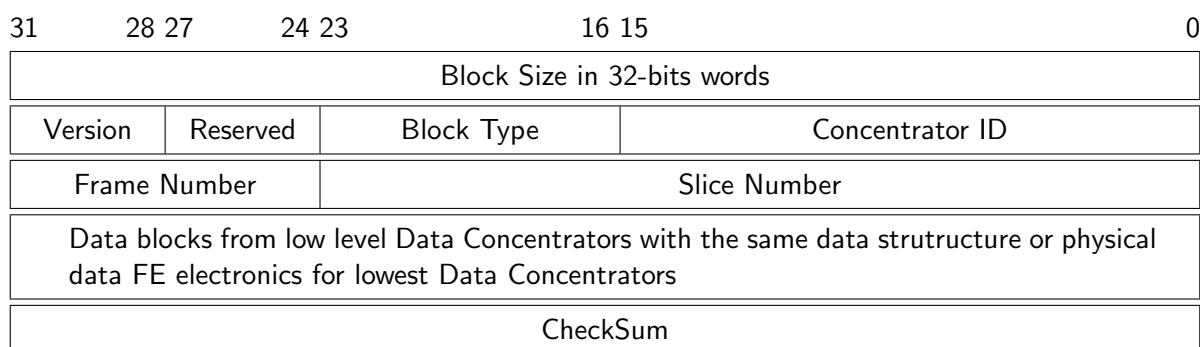 31 28 27 24 23 16 15 0
Block Size in 32-bits words
Version Reserved Block Type Concentrator ID
Frame Number Slice Number
Data blocks from low level Data Concentrators with the same data strutructure or physical
data FE electronics for lowest Data Concentrators
CheckSum